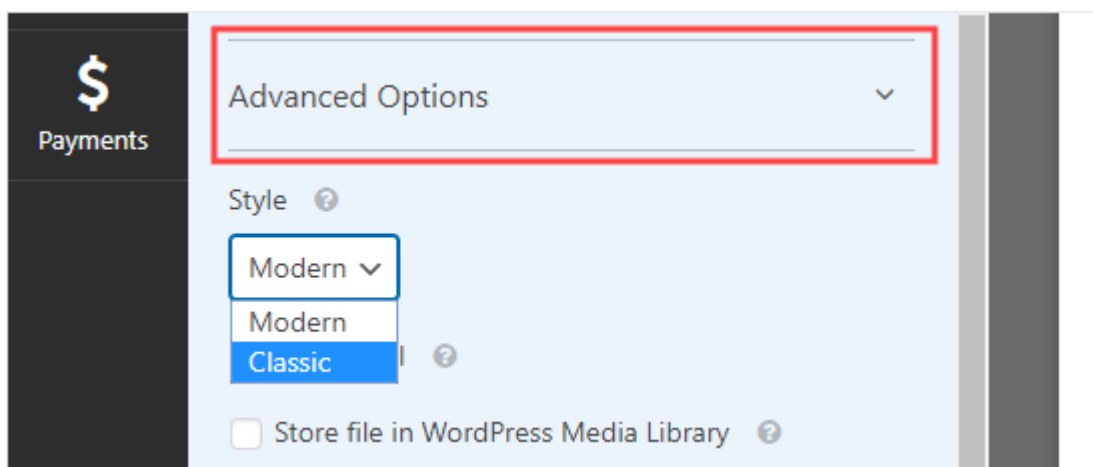 $
Payments
Advanced Options
Style
Modern
Modern
Classic
Store file in WordPress Media Library